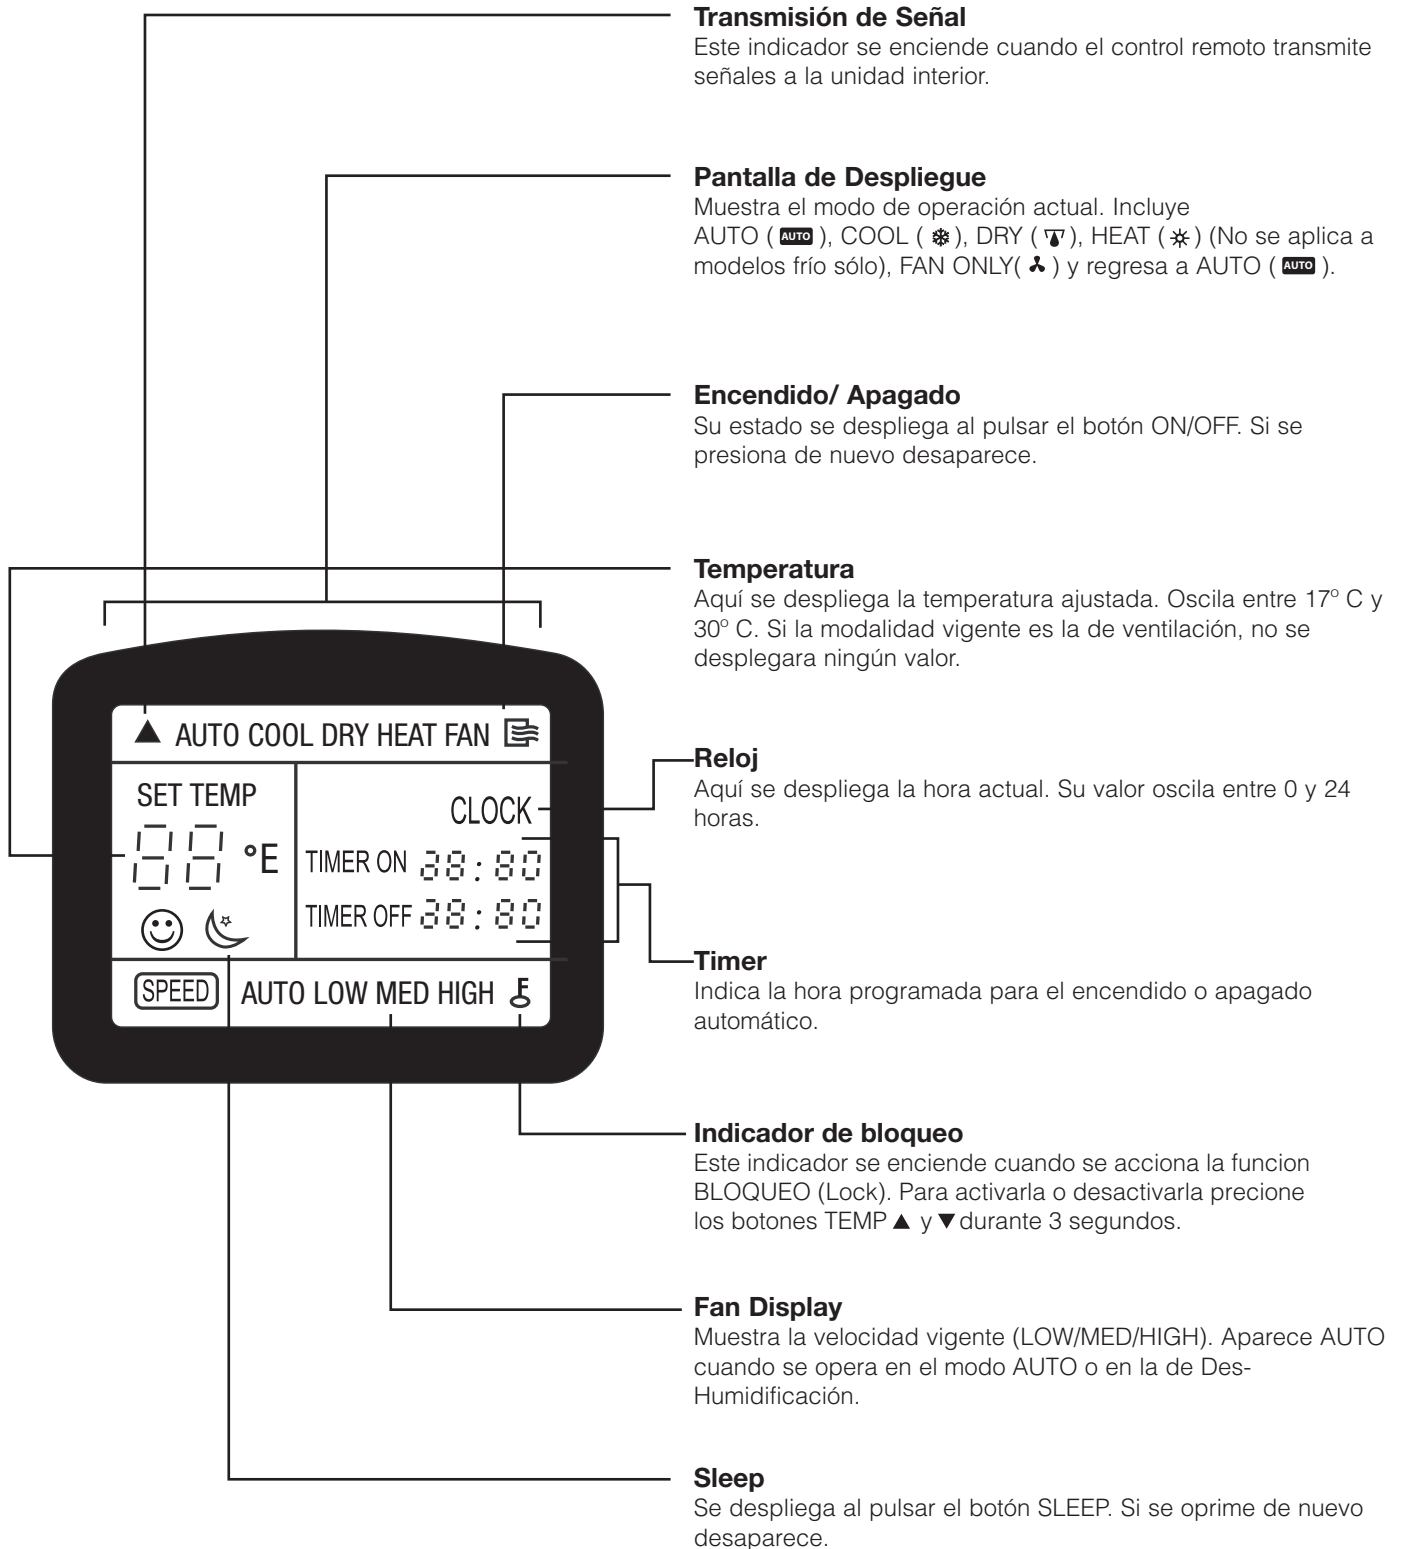 Transmisión de Señal
Este indicador se enciende cuando el control remoto transmite
señales a la unidad interior.
Pantalla de Despliegue
Muestra el modo de operación actual. Incluye
AUTO ( AUTO ), COOL ( ), DRY ( ), HEAT ( ) (No se aplica a
modelos frío sólo), FAN ONLY( ) y regresa a AUTO ( AUTO ).
Encendido/ Apagado
Su estado se despliega al pulsar el botón ON/OFF. Si se
presiona de nuevo desaparece.
Temperatura
Aquí se despliega la temperatura ajustada. Oscila entre 17º C y
30º C. Si la modalidad vigente es la de ventilación, no se
desplegara ningún valor.
▲ AUTO COOL DRY HEAT FAN
SET TEMP
88 °E
CLOCK
TIMER ON 38:80
TIMER OFF 38:80
SPEED AUTO LOW MED HIGH
Reloj
Aquí se despliega la hora actual. Su valor oscila entre 0 y 24
horas.
Timer
Indica la hora programada para el encendido o apagado
automático.
Indicador de bloqueo
Este indicador se enciende cuando se acciona la funcion
BLOQUEO (Lock). Para activarla o desactivarla precione
los botones TEMP ▲ y ▼ durante 3 segundos.
Fan Display
Muestra la velocidad vigente (LOW/MED/HIGH). Aparece AUTO
cuando se opera en el modo AUTO o en la de Des-
Humidificación.
Sleep
Se despliega al pulsar el botón SLEEP. Si se oprime de nuevo
desaparece.